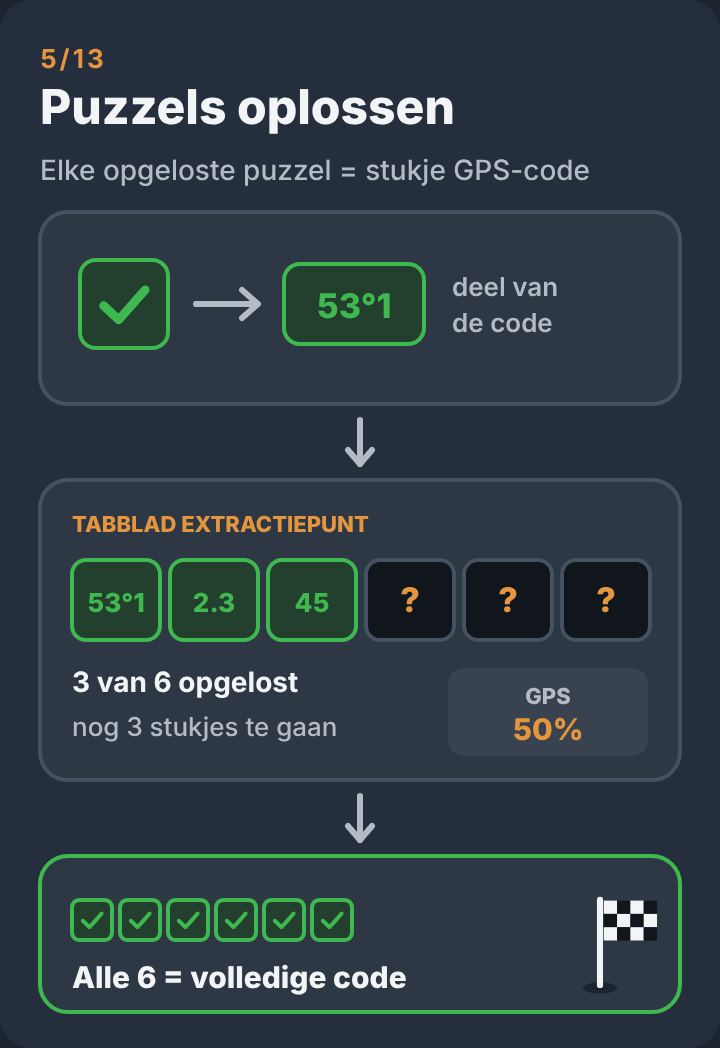 5/13
Puzzels oplossen
Elke opgeloste puzzel = stukje GPS-code
53°1
deel van
de code
TABBLAD EXTRACTIEPUNT
53°1 2.3 45 ? ? ?
3 van 6 opgelost
nog 3 stukjes te gaan
GPS
50%
Alle 6 = volledige code